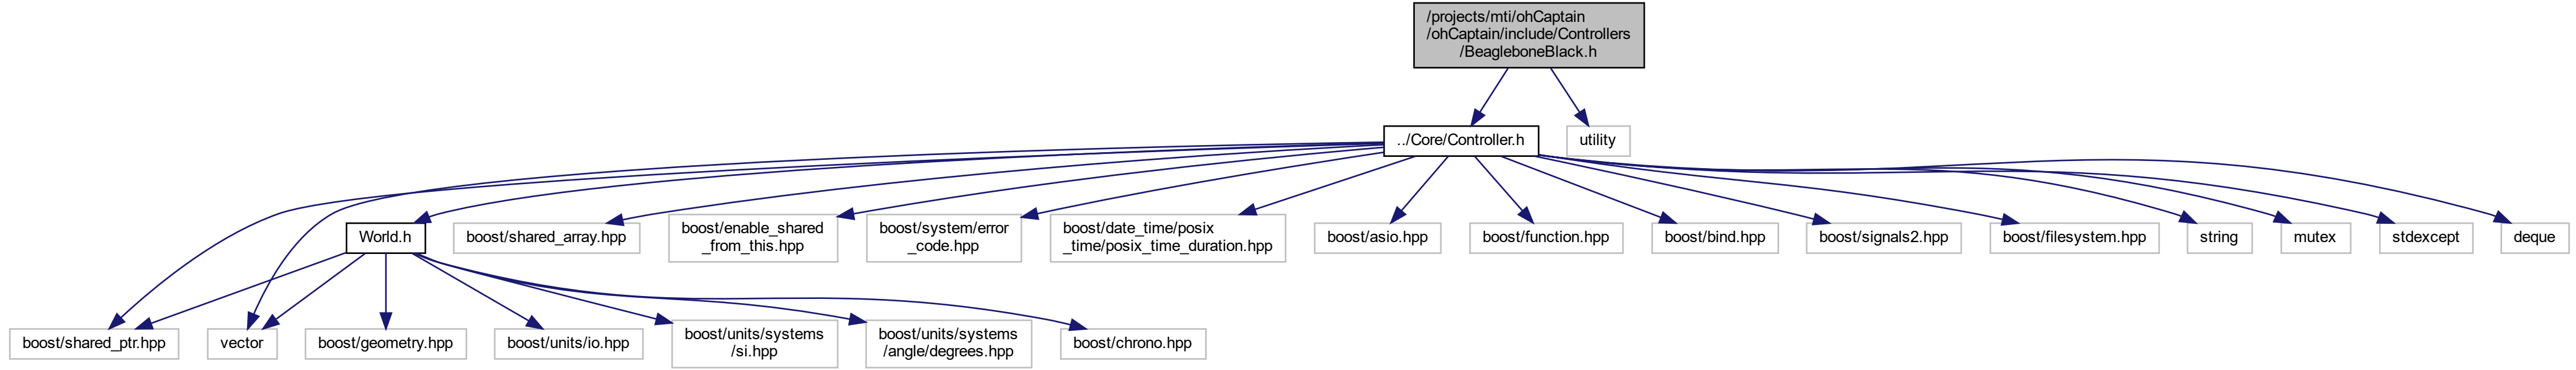 /projects/mti/ohCaptain
/ohCaptain/include/Controllers
/BeagleboneBlack.h
../Core/Controller.h
utility
World.h
boost/shared_array.hpp
boost/enable_shared
_from_this.hpp
boost/system/error
_code.hpp
boost/date_time/posix
_time/posix_time_duration.hpp
boost/asio.hpp
boost/function.hpp
boost/bind.hpp
boost/signals2.hpp
boost/filesystem.hpp
string
mutex
stdexcept
deque
boost/shared_ptr.hpp
vector
boost/geometry.hpp
boost/units/io.hpp
boost/units/systems
/si.hpp
boost/units/systems
/angle/degrees.hpp
boost/chrono.hpp